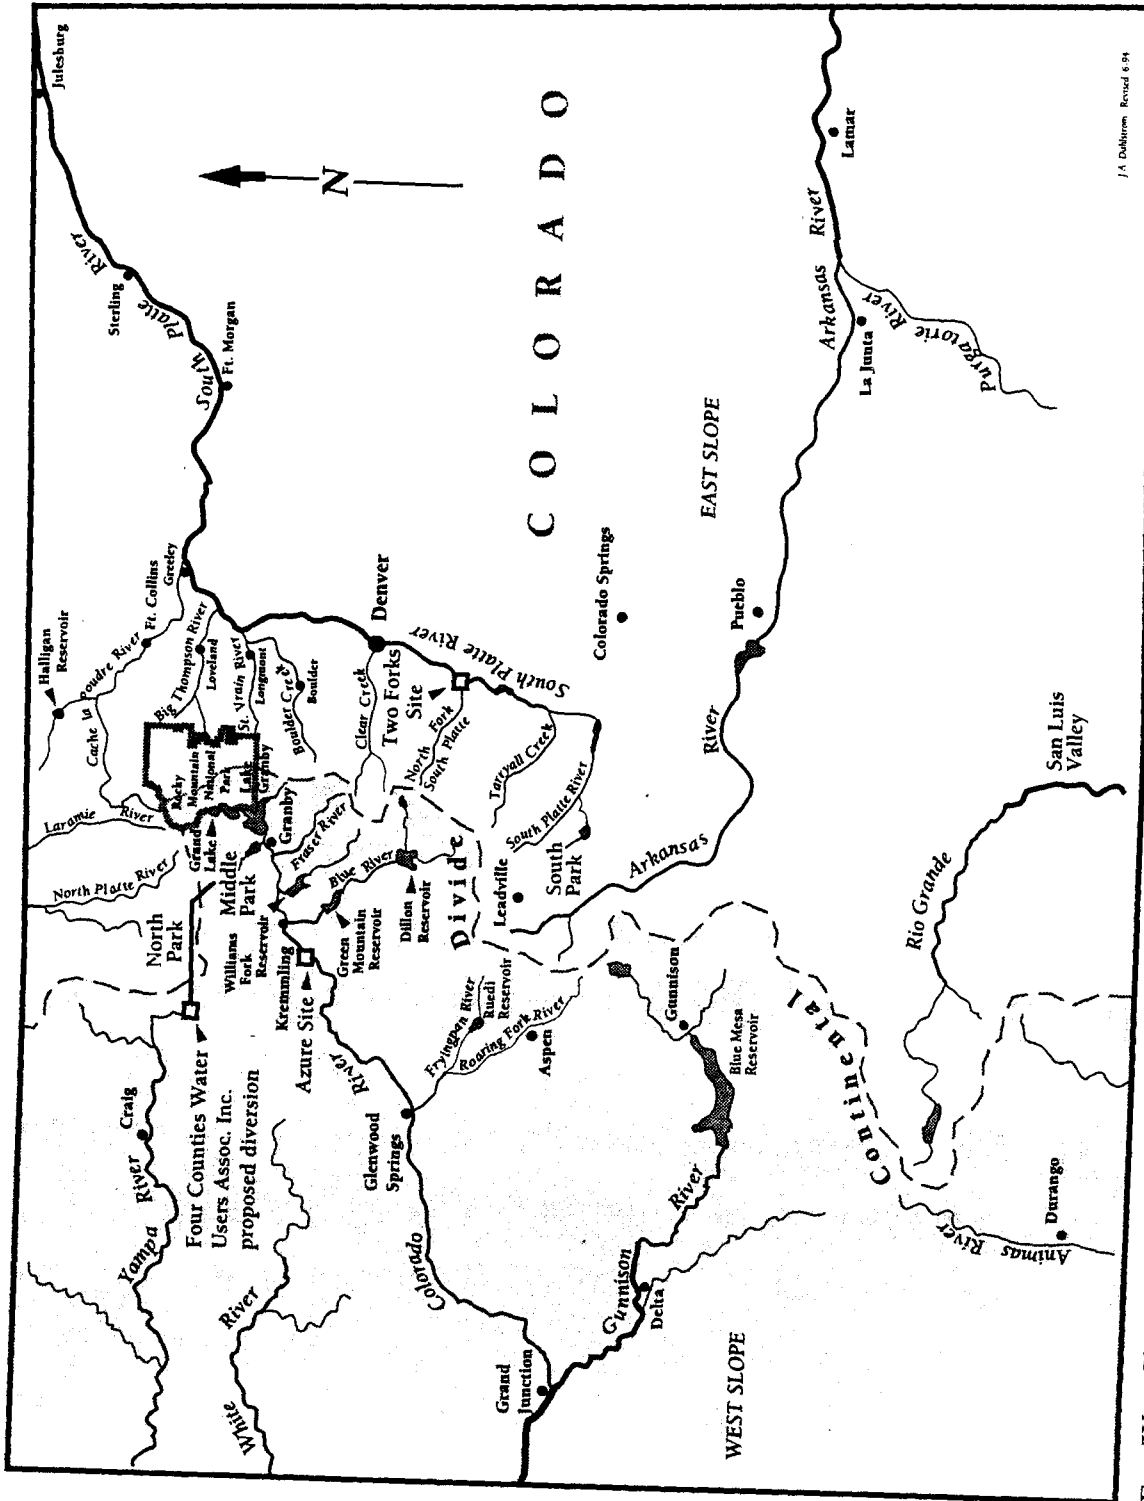 Julesburg
South Platte River
Sterling
Ft. Morgan
N
COLORADO
Halligan
Reservoir
Cache la Poudre River
Ft. Collins
Greeley
Big Thompson River
Loveland
St. Vrain River
Longmont
Boulder Creek
Boulder
Rocky
Mountain
National
Park
Lake
Granby
Laramie River
Grand
Lake
North Platte River
North
Park
Middle
Park
Granby
Fraser River
Williams
Fork
Reservoir
Blue River
Green
Mountain
Reservoir
Dillon
Reservoir
Clear Creek
Denver
Two Forks
Site
South Platte River
North Fork
South Platte
Tarryall Creek
South Platte River
South
Park
Leadville
Colorado Springs
EAST SLOPE
Pueblo
Arkansas River
Arkansas River
La Junta
Lamar
Purgatorie River
Continental Divide
Kremmling
Azure Site
Four Counties Water
Users Assoc. Inc.
proposed diversion
Craig
Yampa River
White River
Colorado River
Glenwood
Springs
Fryingpan River
Ruedi
Reservoir
Roaring Fork River
Aspen
Gunnison
Blue Mesa
Reservoir
Gunnison River
Delta
Grand
Junction
WEST SLOPE
Rio Grande
San Luis
Valley
Animas River
Durango
J.A. Dahlstrom Revised 6-94